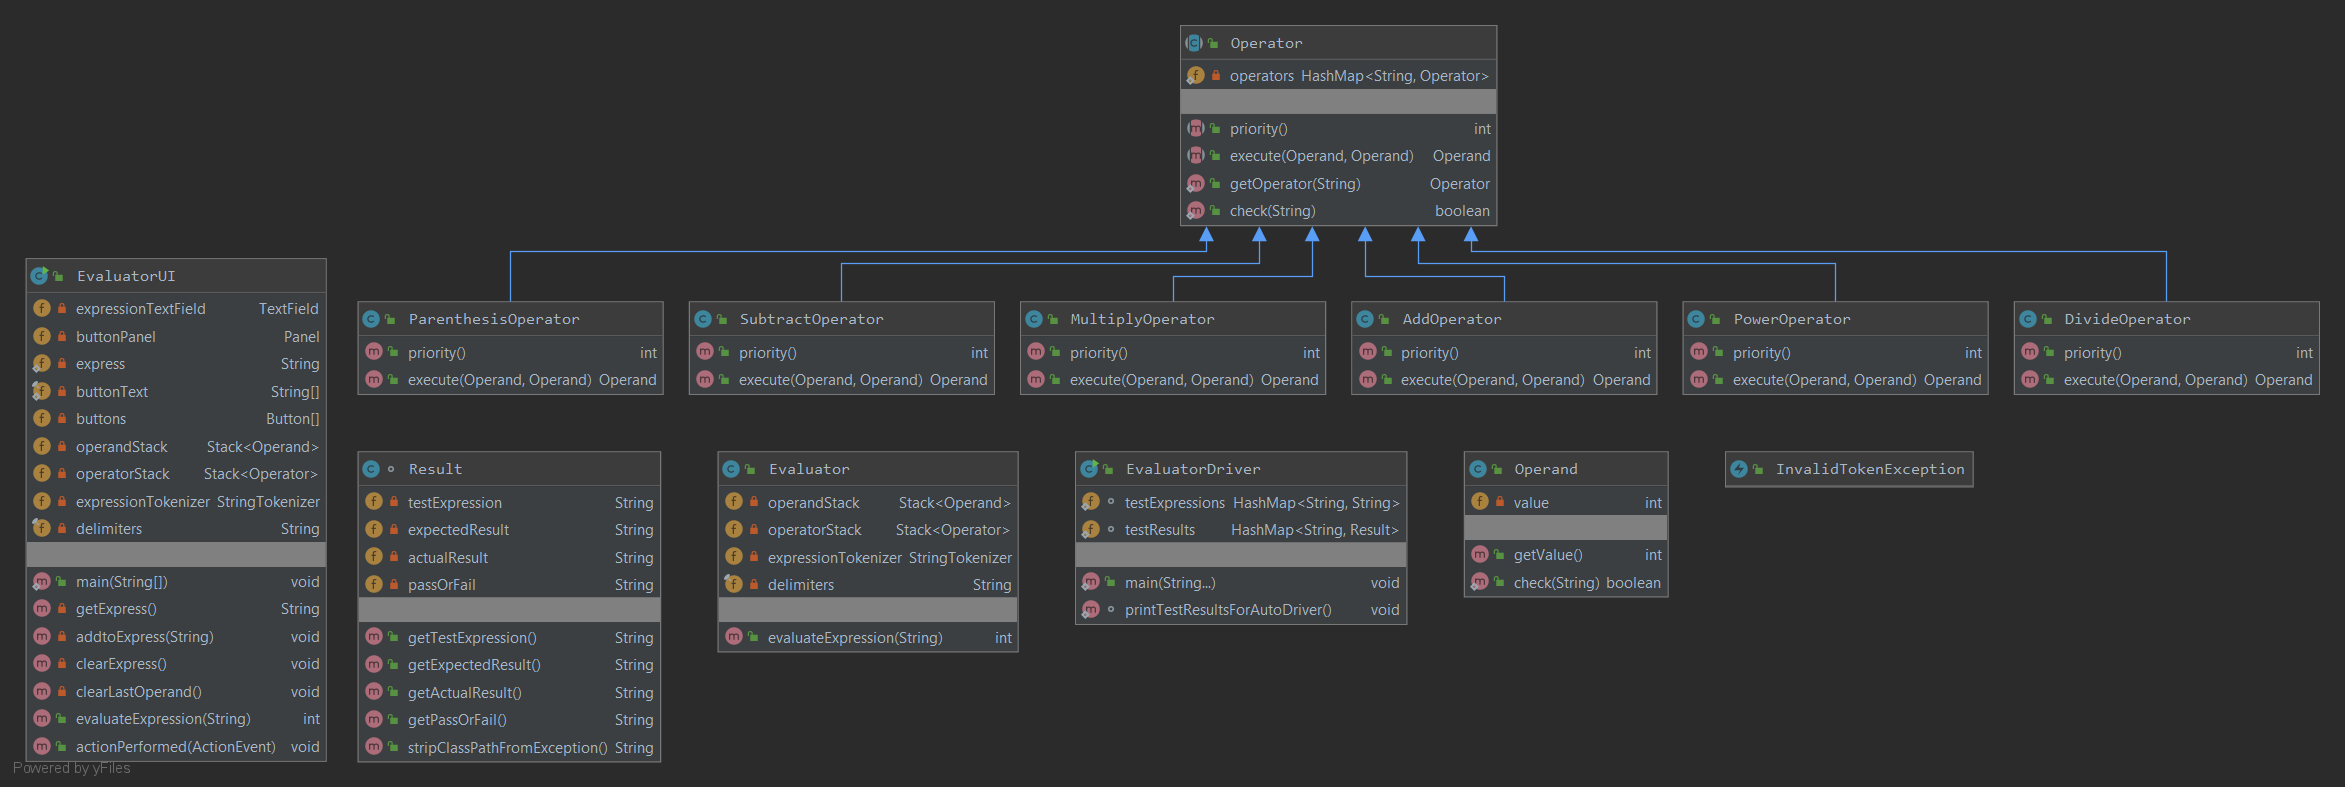 Operator
operators HashMap<String, Operator>
priority() int
execute(Operand, Operand) Operand
getOperator(String) Operator
check(String) boolean
EvaluatorUI
expressionTextField TextField
buttonPanel Panel
express String
buttonText String[]
buttons Button[]
operandStack Stack<Operand>
operatorStack Stack<Operator>
expressionTokenizer StringTokenizer
delimiters String
main(String[]) void
getExpress() String
addtoExpress(String) void
clearExpress() void
clearLastOperand() void
evaluateExpression(String) int
actionPerformed(ActionEvent) void
ParenthesisOperator
priority() int
execute(Operand, Operand) Operand
SubtractOperator
priority() int
execute(Operand, Operand) Operand
MultiplyOperator
priority() int
execute(Operand, Operand) Operand
AddOperator
priority() int
execute(Operand, Operand) Operand
PowerOperator
priority() int
execute(Operand, Operand) Operand
DivideOperator
priority() int
execute(Operand, Operand) Operand
Result
testExpression String
expectedResult String
actualResult String
passOrFail String
getTestExpression() String
getExpectedResult() String
getActualResult() String
getPassOrFail() String
stripClassPathFromException() String
Evaluator
operandStack Stack<Operand>
operatorStack Stack<Operator>
expressionTokenizer StringTokenizer
delimiters String
evaluateExpression(String) int
EvaluatorDriver
testExpressions HashMap<String, String>
testResults HashMap<String, Result>
main(String...) void
printTestResultsForAutoDriver() void
Operand
value int
getValue() int
check(String) boolean
InvalidTokenException
Powered by yFiles